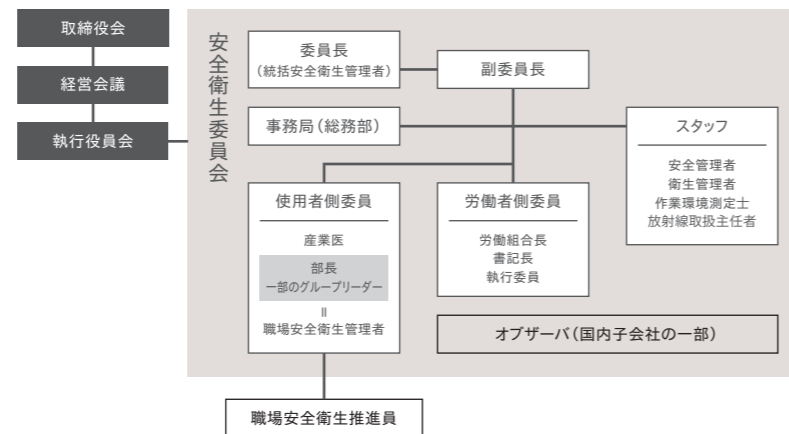 取締役会
経営会議
執行役員会
安全衛生委員会
委員長
（統括安全衛生管理者）
副委員長
事務局（総務部）
スタッフ
安全管理者
衛生管理者
作業環境測定士
放射線取扱主任者
使用者側委員
産業医
部長
一部のグループリーダー
＝
職場安全衛生管理者
労働者側委員
労働組合長
書記長
執行委員
オブザーバ（国内子会社の一部）
職場安全衛生推進員